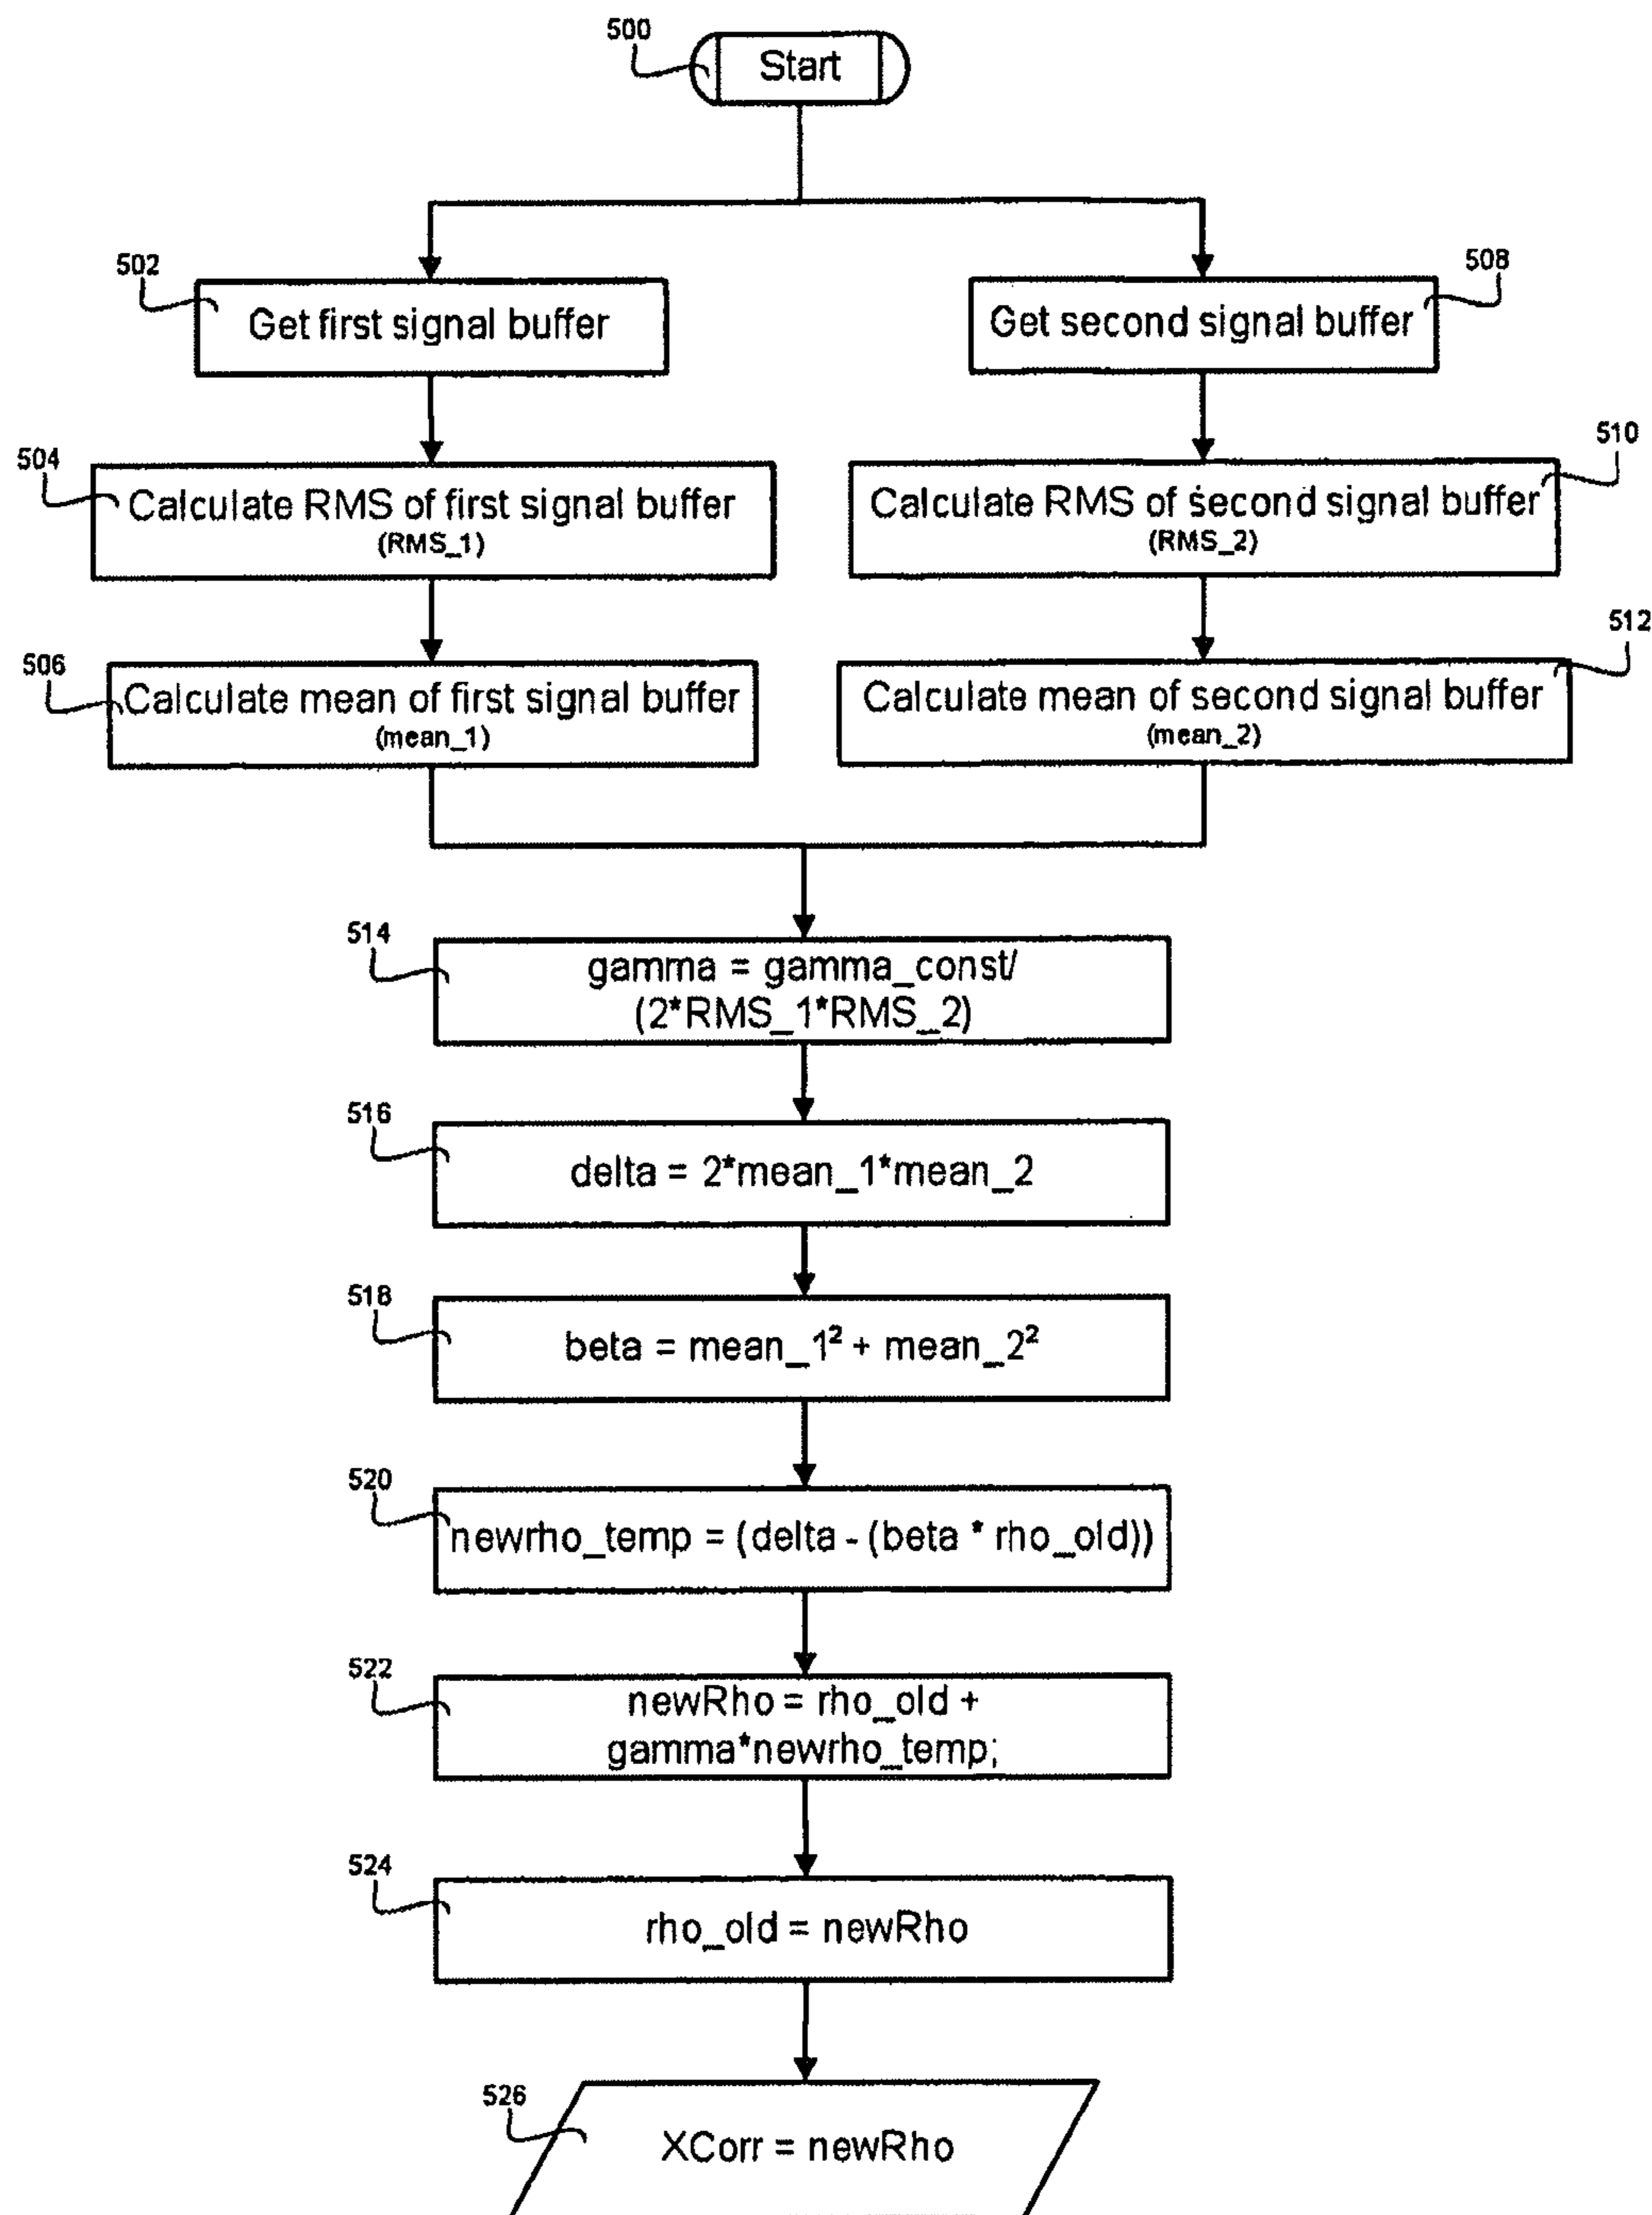 500
Start
502
Get first signal buffer
508
Get second signal buffer
504
Calculate RMS of first signal buffer
(RMS_1)
510
Calculate RMS of second signal buffer
(RMS_2)
506
Calculate mean of first signal buffer
(mean_1)
512
Calculate mean of second signal buffer
(mean_2)
514
gamma = gamma_const/
(2*RMS_1*RMS_2)
516
delta = 2*mean_1*mean_2
518
beta = mean_1² + mean_2²
520
newrho_temp = (delta - (beta * rho_old))
522
newRho = rho_old +
gamma*newrho_temp;
524
rho_old = newRho
526
XCorr = newRho